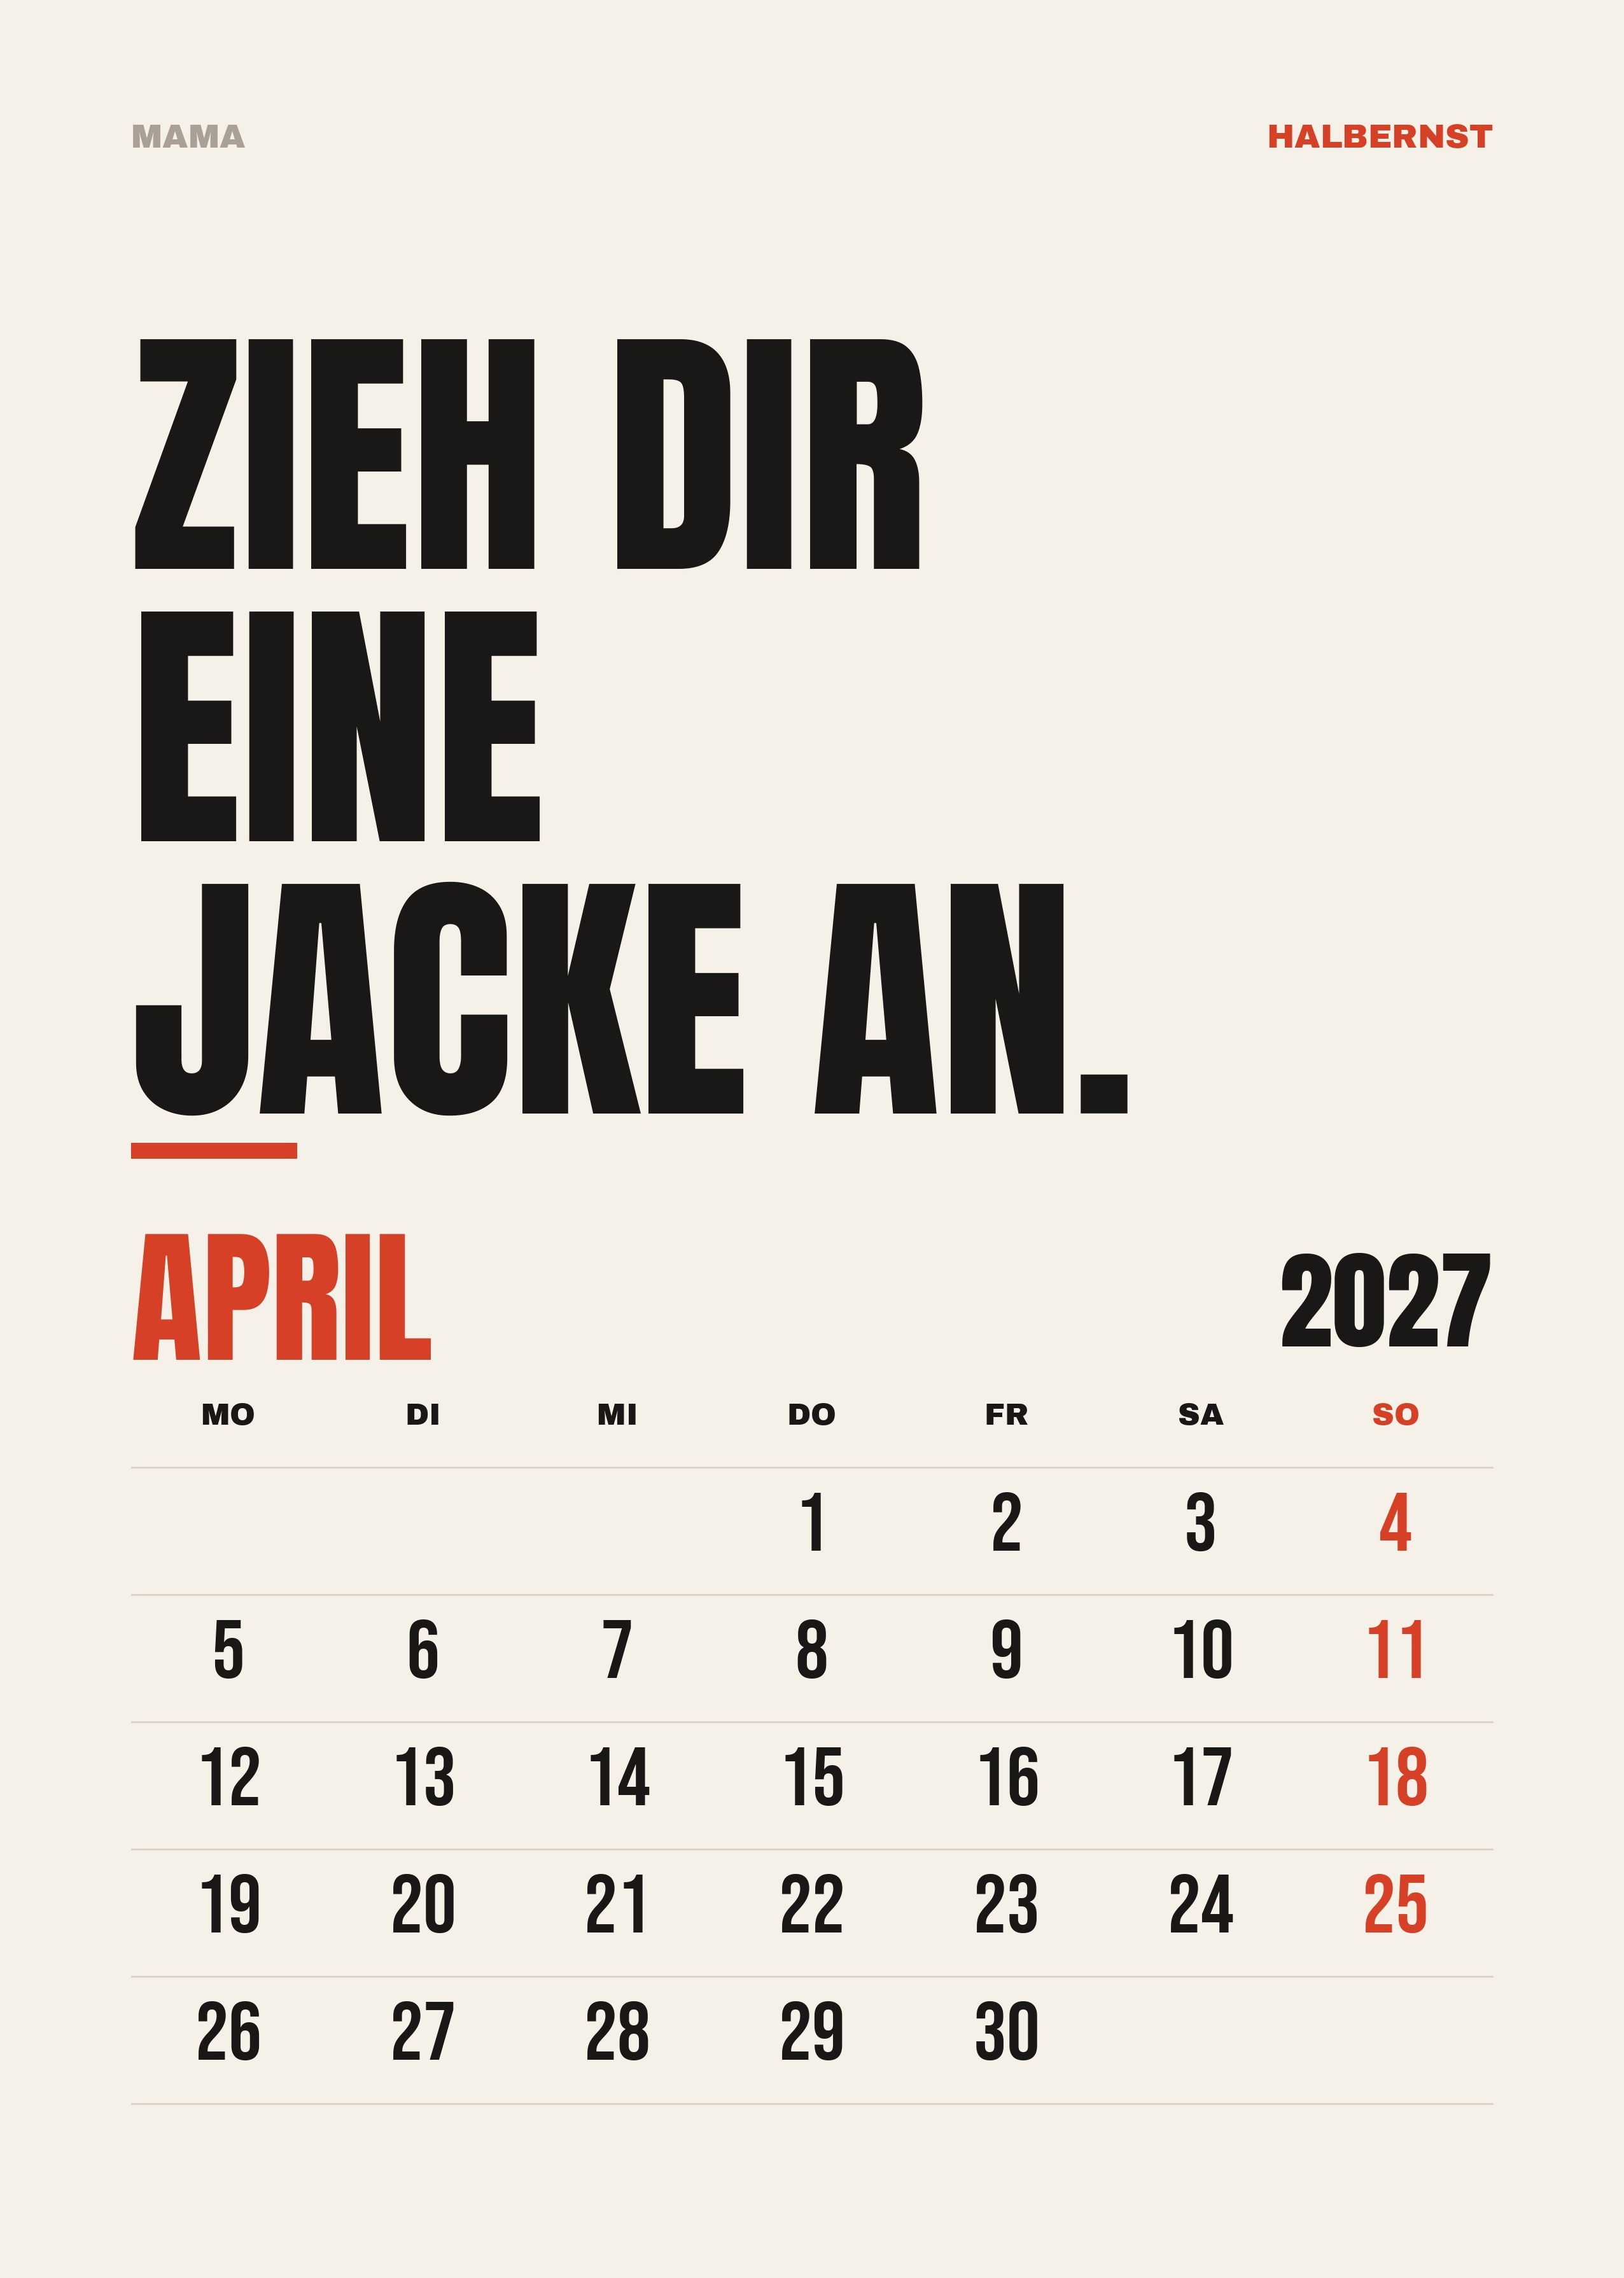 MAMA HALBERNST
ZIEH DIR
EINE
JACKE AN.
APRIL 2027
MO DI MI DO FR SA SO
1 2 3 4
5 6 7 8 9 10 11
12 13 14 15 16 17 18
19 20 21 22 23 24 25
26 27 28 29 30